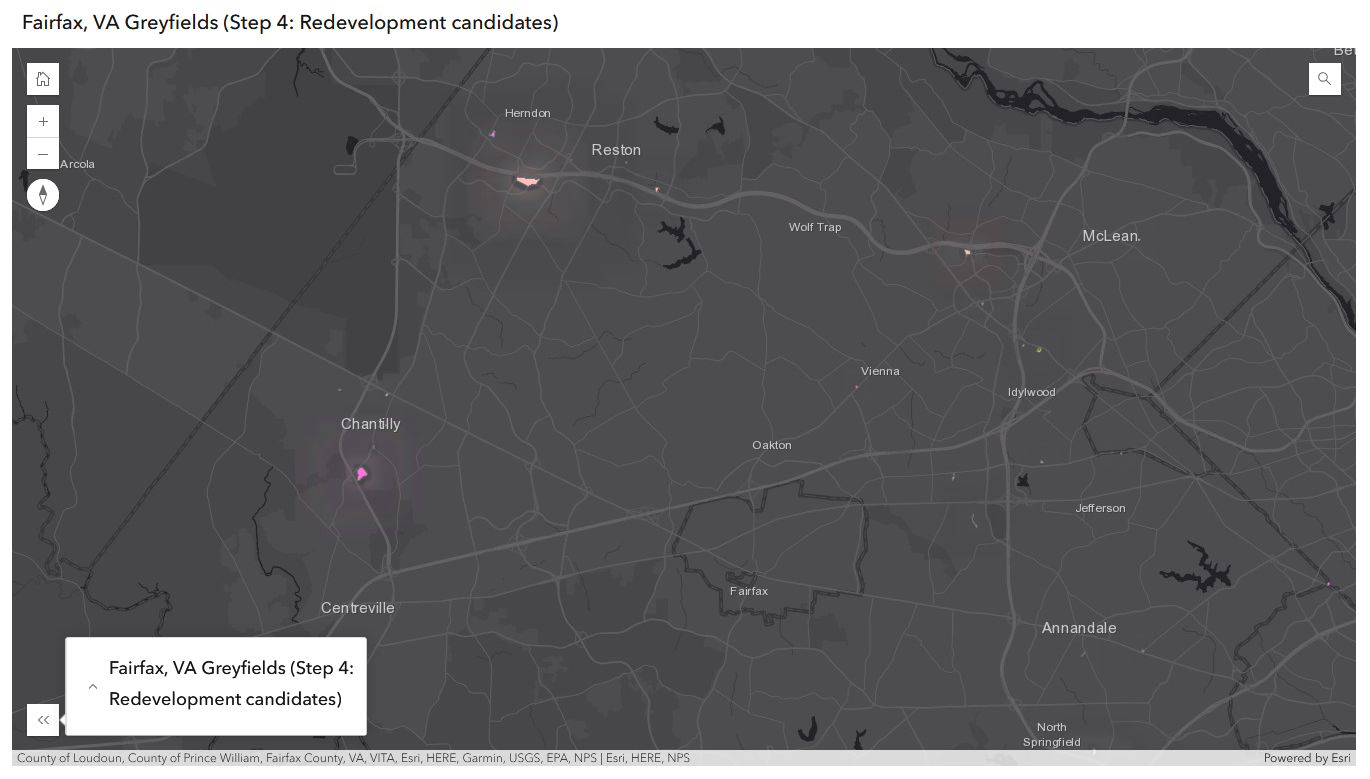 Fairfax, VA Greyfields (Step 4: Redevelopment candidates)
Bet
Herndon
Reston
Arcola
Wolf Trap
McLean
Vienna
Idylwood
Chantilly
Oakton
Jefferson
Fairfax
Centreville
Annandale
Fairfax, VA Greyfields (Step 4:
Redevelopment candidates)
North
Springfield
County of Loudoun, County of Prince William, Fairfax County, VA, VITA, Esri, HERE, Garmin, USGS, EPA, NPS | Esri, HERE, NPS
Powered by Esri